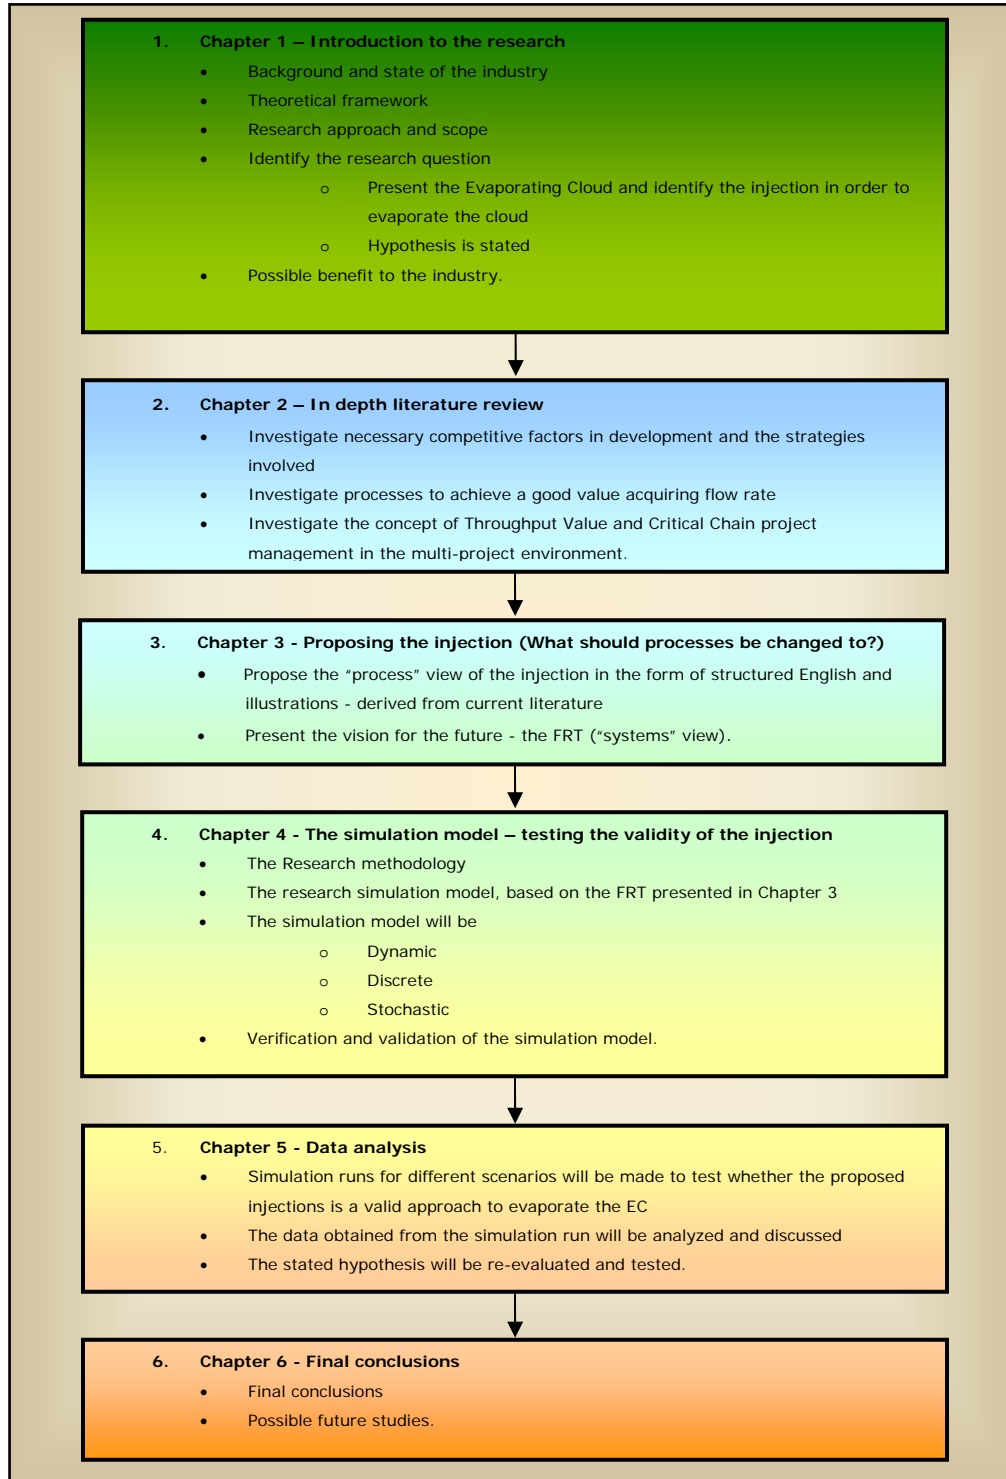 1. Chapter 1 – Introduction to the research
• Background and state of the industry
• Theoretical framework
• Research approach and scope
• Identify the research question
o Present the Evaporating Cloud and identify the injection in order to
evaporate the cloud
o Hypothesis is stated
• Possible benefit to the industry.
2. Chapter 2 – In depth literature review
• Investigate necessary competitive factors in development and the strategies
involved
• Investigate processes to achieve a good value acquiring flow rate
• Investigate the concept of Throughput Value and Critical Chain project
management in the multi-project environment.
3. Chapter 3 - Proposing the injection (What should processes be changed to?)
• Propose the “process” view of the injection in the form of structured English and
illustrations - derived from current literature
• Present the vision for the future - the FRT (“systems” view).
4. Chapter 4 - The simulation model – testing the validity of the injection
• The Research methodology
• The research simulation model, based on the FRT presented in Chapter 3
• The simulation model will be
o Dynamic
o Discrete
o Stochastic
• Verification and validation of the simulation model.
5. Chapter 5 - Data analysis
• Simulation runs for different scenarios will be made to test whether the proposed
injections is a valid approach to evaporate the EC
• The data obtained from the simulation run will be analyzed and discussed
• The stated hypothesis will be re-evaluated and tested.
6. Chapter 6 - Final conclusions
• Final conclusions
• Possible future studies.